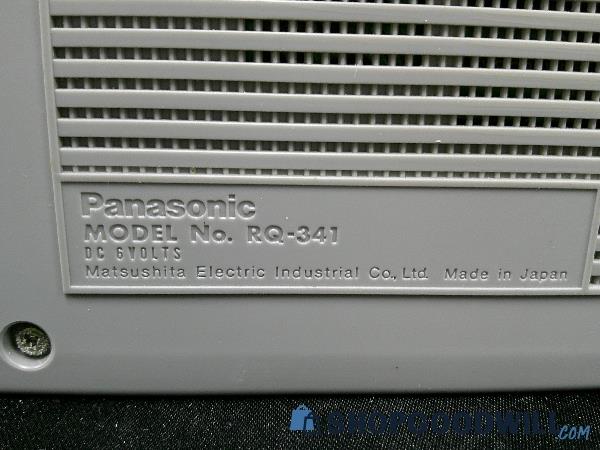 Panasonic
MODEL No. RQ-341
DC 6VOLTS
Matsushita Electric Industrial Co., Ltd. Made in Japan
SHOPGOODWILL.COM